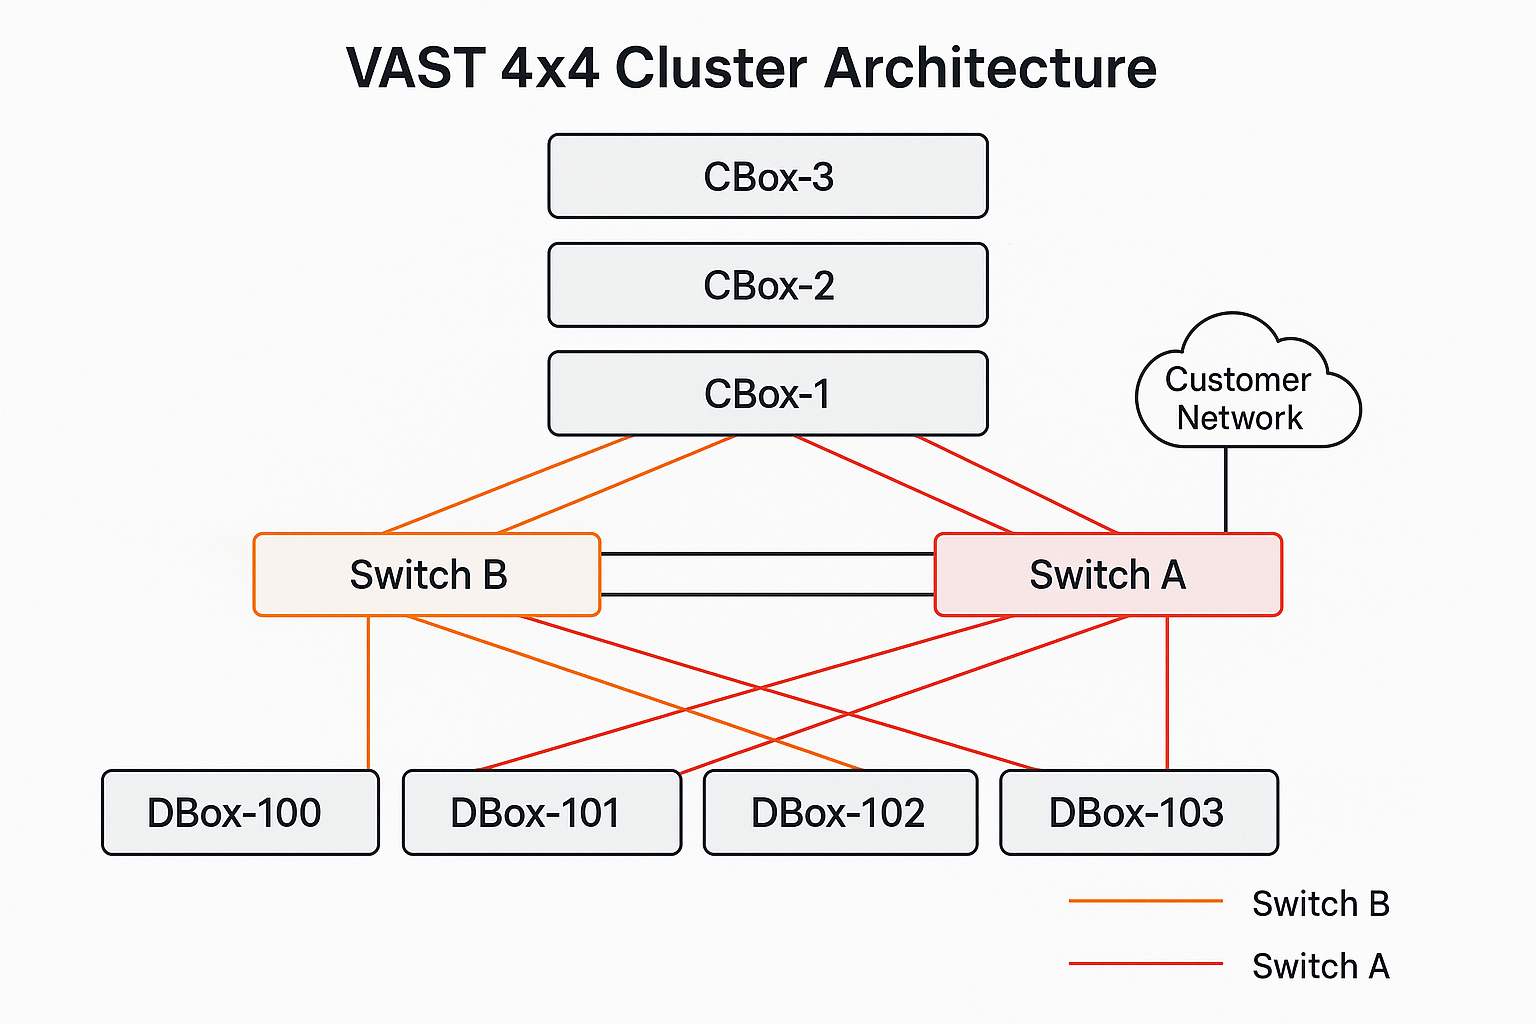 VAST 4x4 Cluster Architecture
CBox-3
CBox-2
CBox-1
Customer
Network
Switch B
Switch A
DBox-100
DBox-101
DBox-102
DBox-103
Switch B
Switch A